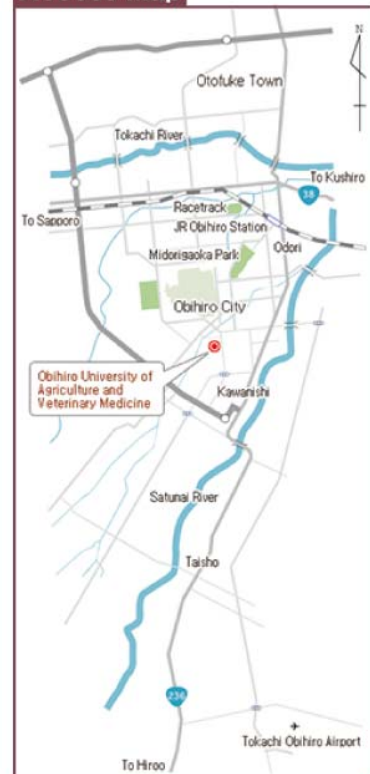 N
Otofuke Town
Tokachi River
To Kushiro
38
Racetrack
To Sapporo
JR Obihiro Station
Odori
Midorigaoka Park
Obihiro City
Obihiro University of
Agriculture and
Veterinary Medicine
Kawanishi
Satunai River
Taisho
236
Tokachi Obihiro Airport
To Hiroo